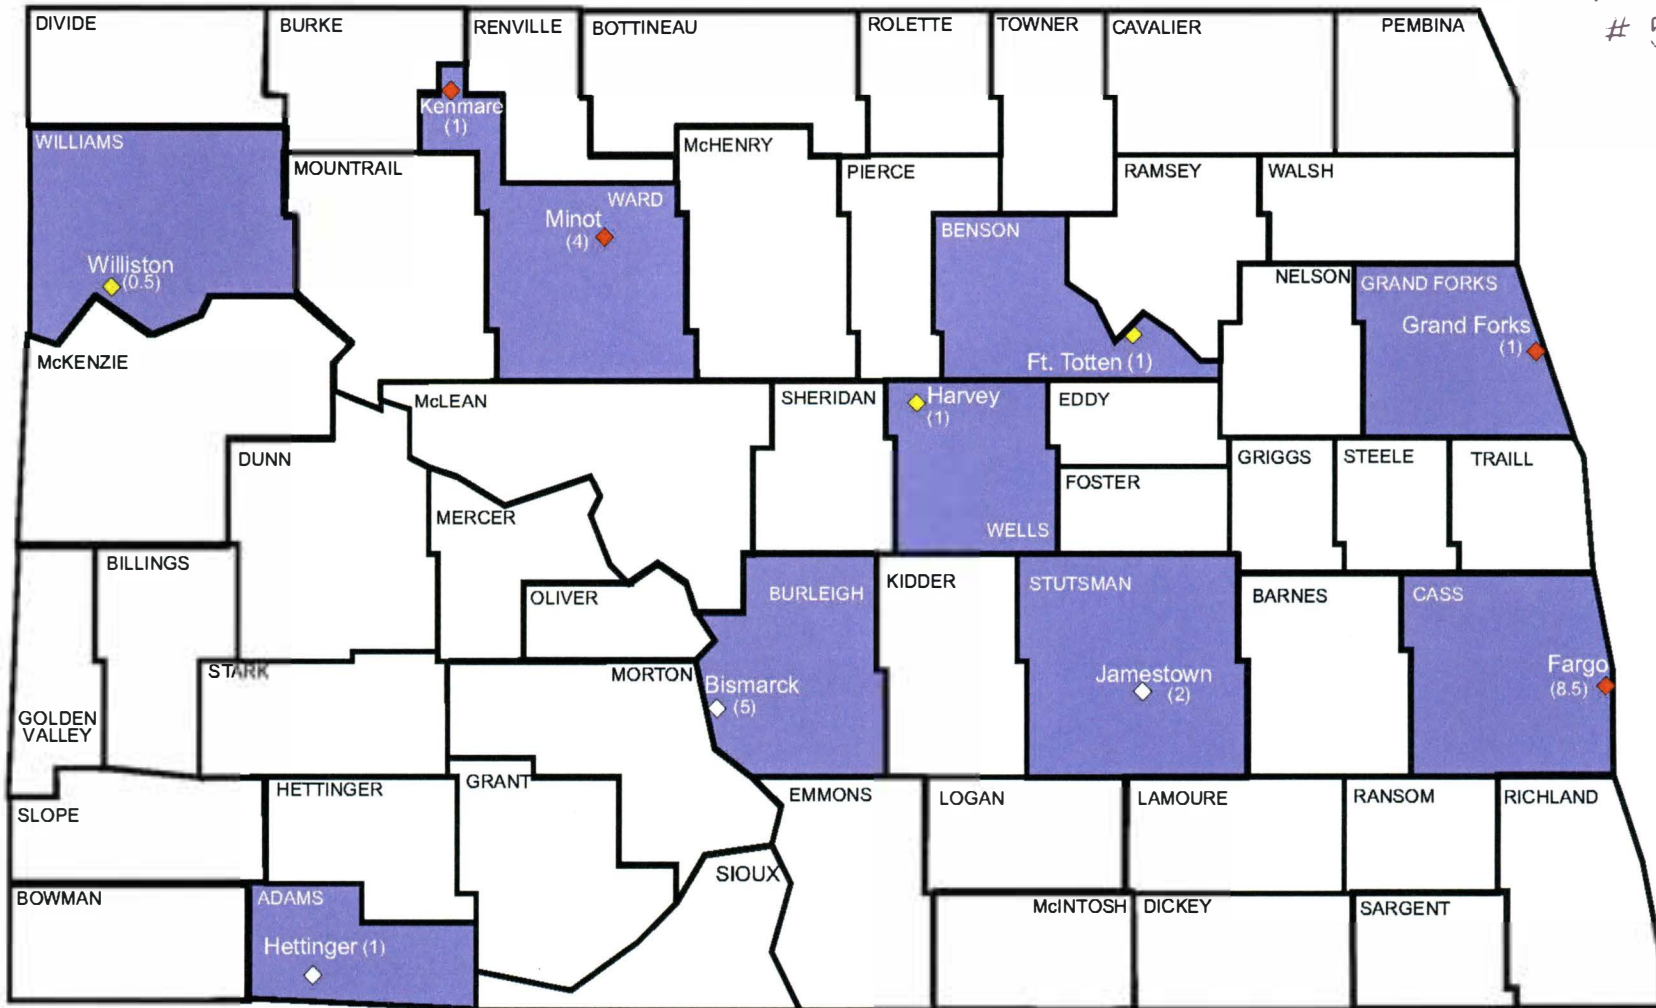 DIVIDE
BURKE
RENVILLE
BOTTINEAU
ROLETTE
TOWNER
CAVALIER
PEMBINA
#
Kenmare
(1)
WILLIAMS
MOUNTRAIL
McHENRY
PIERCE
RAMSEY
WALSH
WARD
Minot
(4)
BENSON
Williston
(0.5)
NELSON
GRAND FORKS
Grand Forks
(1)
McKENZIE
Ft. Totten (1)
McLEAN
SHERIDAN
Harvey
(1)
EDDY
DUNN
GRIGGS
STEELE
TRAILL
FOSTER
MERCER
WELLS
BILLINGS
OLIVER
BURLEIGH
KIDDER
STUTSMAN
BARNES
CASS
STARK
MORTON
Bismarck
(5)
Jamestown
(2)
Fargo
(8.5)
GOLDEN
VALLEY
HETTINGER
GRANT
EMMONS
LOGAN
LAMOURE
RANSOM
RICHLAND
SLOPE
SIOUX
BOWMAN
ADAMS
McINTOSH
DICKEY
SARGENT
Hettinger (1)